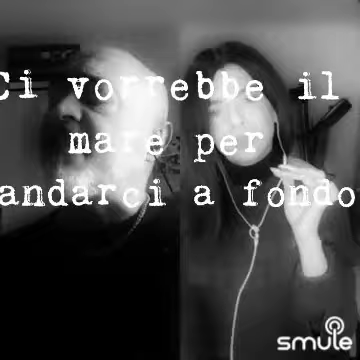 Ci vorrebbe il
mare per
andarci a fondo
smule